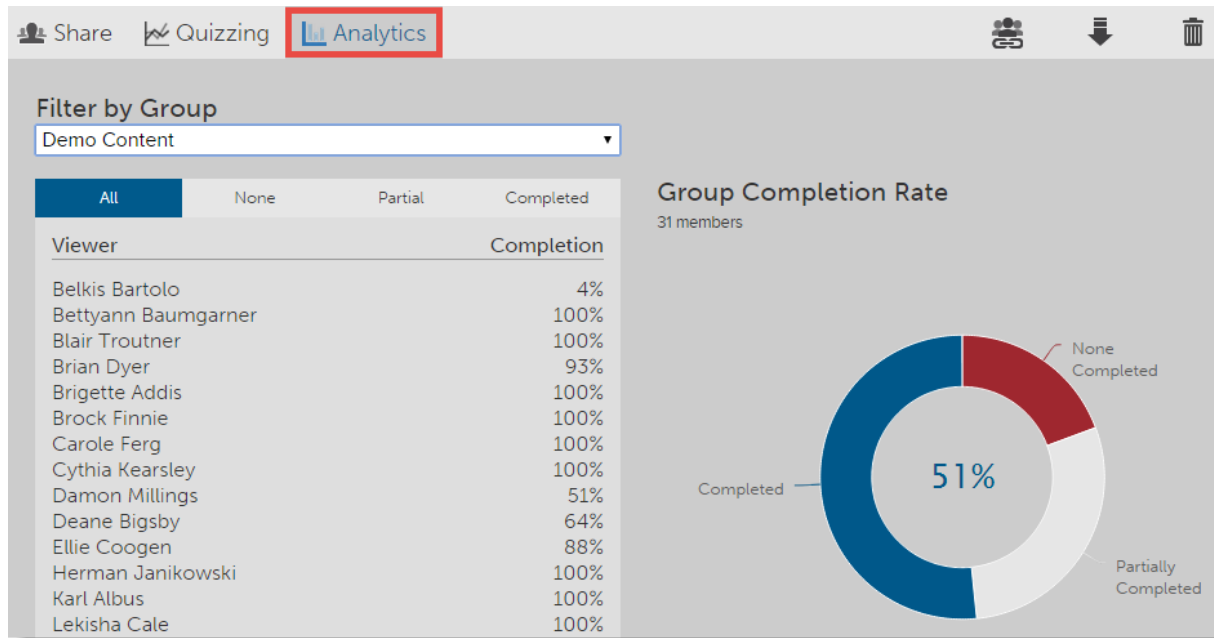 Share Quizzing Analytics
Filter by Group
Demo Content
All None Partial Completed
Viewer Completion
Belkis Bartolo 4%
Bettyann Baumgarner 100%
Blair Troutner 100%
Brian Dyer 93%
Brigette Addis 100%
Brock Finnie 100%
Carole Ferg 100%
Cythia Kearsley 100%
Damon Millings 51%
Deane Bigsby 64%
Ellie Coogen 88%
Herman Janikowski 100%
Karl Albus 100%
Lekisha Cale 100%
Group Completion Rate
31 members
None
Completed
51%
Completed
Partially
Completed